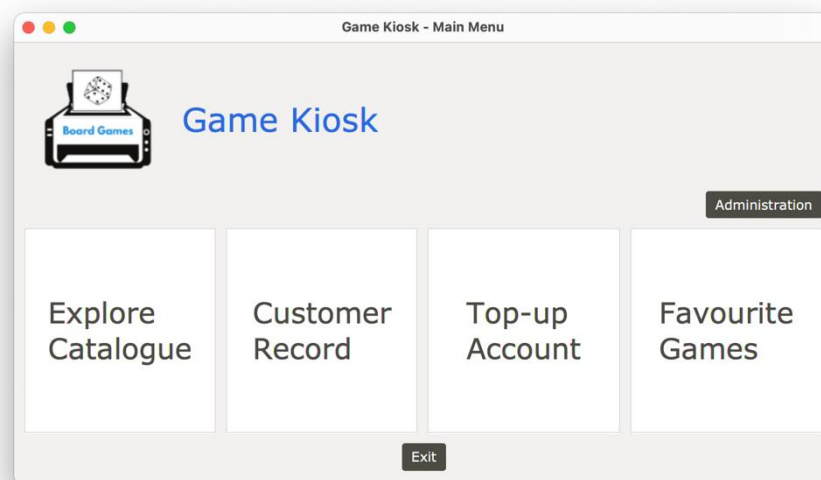 Game Kiosk - Main Menu
Board Games
Game Kiosk
Administration
Explore
Catalogue
Customer
Record
Top-up
Account
Favourite
Games
Exit